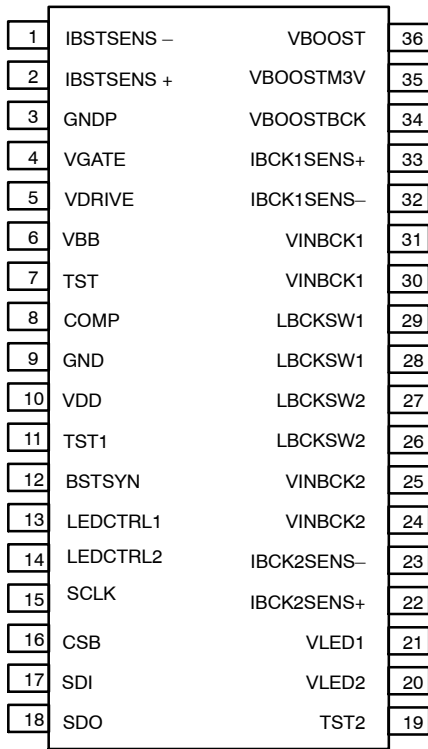 1 IBSTSENS – VBOOST 36
2 IBSTSENS + VBOOSTM3V 35
3 GNDP VBOOSTBCK 34
4 VGATE IBCK1SENS+ 33
5 VDRIVE IBCK1SENS– 32
6 VBB VINBCK1 31
7 TST VINBCK1 30
8 COMP LBCKSW1 29
9 GND LBCKSW1 28
10 VDD LBCKSW2 27
11 TST1 LBCKSW2 26
12 BSTSYN VINBCK2 25
13 LEDCTRL1 VINBCK2 24
14 LEDCTRL2 IBCK2SENS– 23
15 SCLK IBCK2SENS+ 22
16 CSB VLED1 21
17 SDI VLED2 20
18 SDO TST2 19